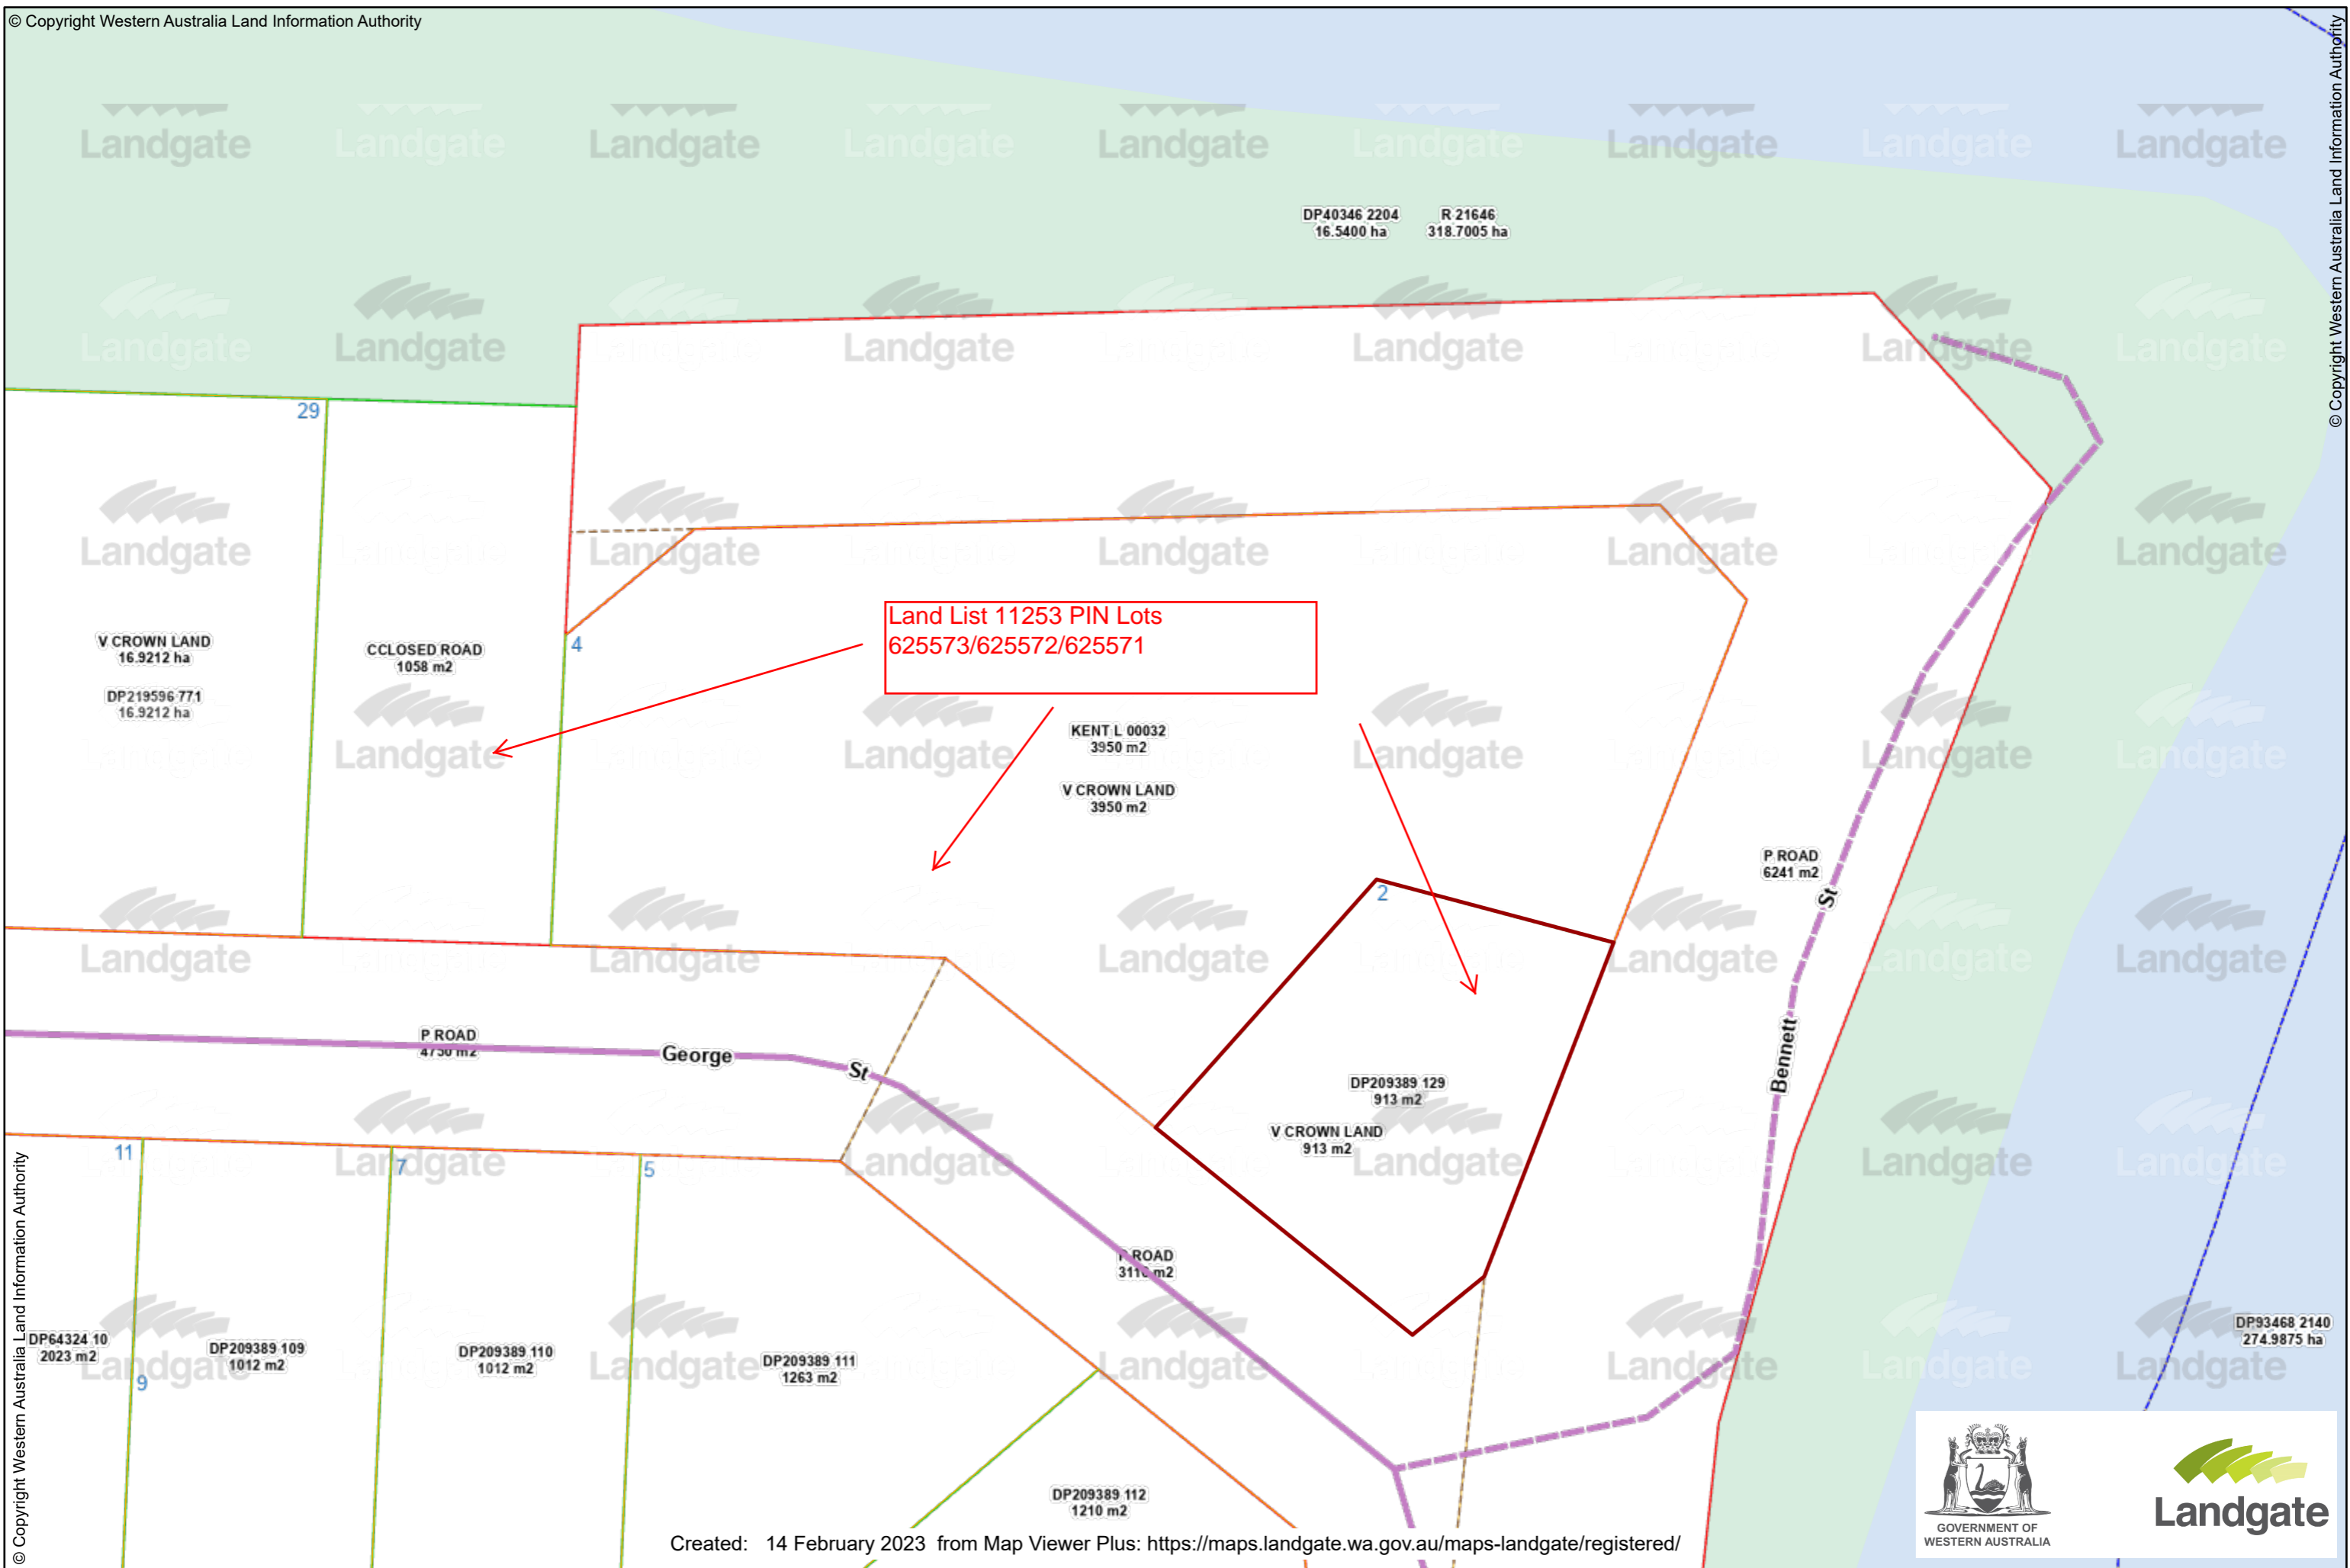 © Copyright Western Australia Land Information Authority
© Copyright Western Australia Land Information Authority
DP40346 2204
16.5400 ha
R 21646
318.7005 ha
29
Land List 11253 PIN Lots
625573/625572/625571
V CROWN LAND
16.9212 ha
DP219596 771
16.9212 ha
CCLOSED ROAD
1058 m2
4
KENT L 00032
3950 m2
V CROWN LAND
3950 m2
P ROAD
6241 m2
2
Bennett St
P ROAD
4750 m2
George St
DP209389 129
913 m2
V CROWN LAND
913 m2
11
7
5
P ROAD
m2
DP64324 10
2023 m2
9
DP209389 109
1012 m2
DP209389 110
1012 m2
DP209389 111
1263 m2
DP209389 112
1210 m2
DP93468 2140
274.9875 ha
© Copyright Western Australia Land Information Authority
Created: 14 February 2023 from Map Viewer Plus: https://maps.landgate.wa.gov.au/maps-landgate/registered/
GOVERNMENT OF
WESTERN AUSTRALIA
Landgate